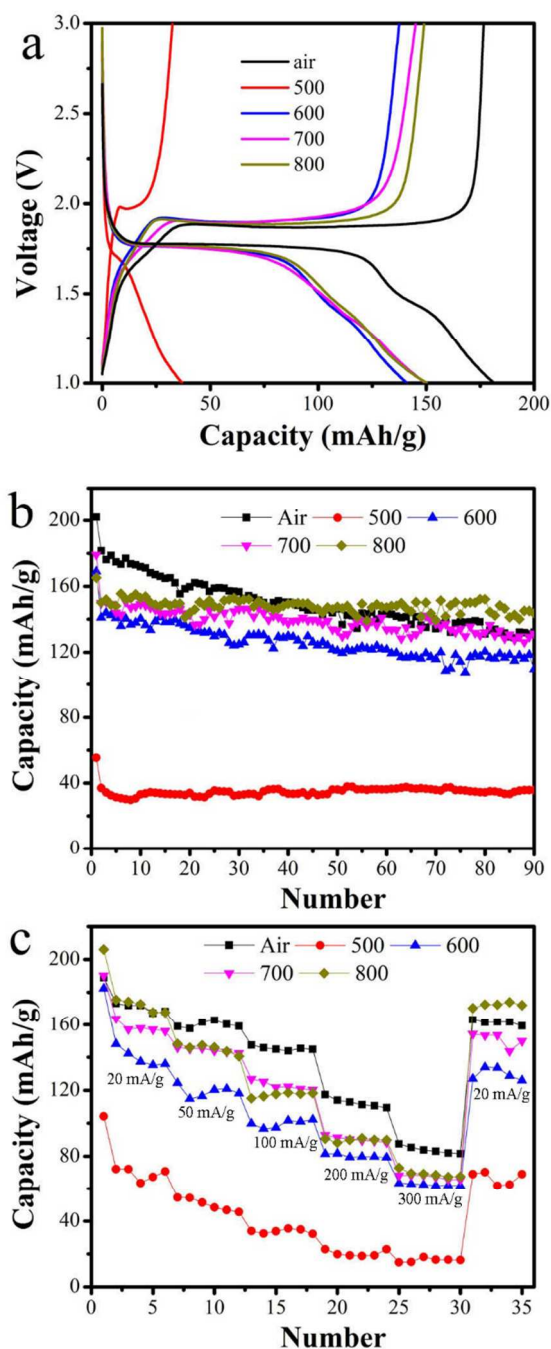 a
3.0
2.5
2.0
1.5
1.0
Voltage (V)
air
500
600
700
800
0 50 100 150 200
Capacity (mAh/g)
b
200
160
120
80
40
0
Capacity (mAh/g)
Air 500 600
700 800
0 10 20 30 40 50 60 70 80 90
Number
c
200
160
120
80
40
0
Capacity (mAh/g)
Air 500 600
700 800
20 mA/g
50 mA/g
100 mA/g
200 mA/g
300 mA/g
20 mA/g
0 5 10 15 20 25 30 35
Number